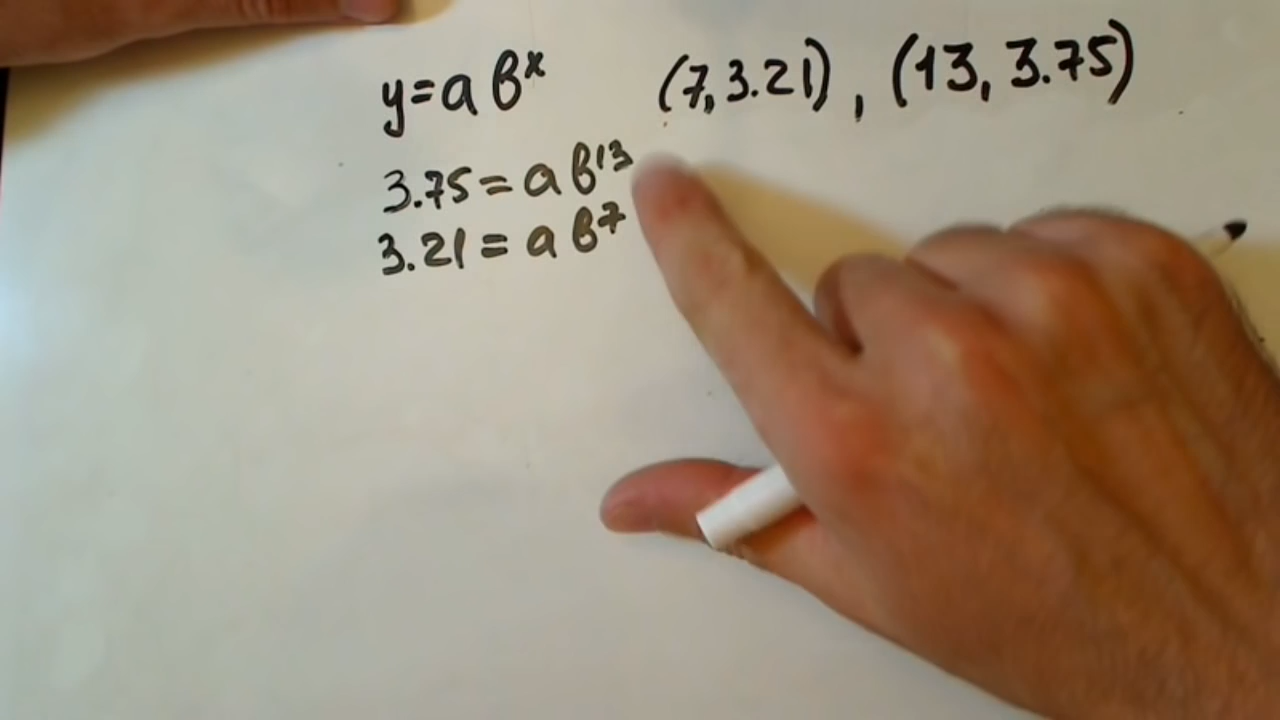 y=ab^x (7,3.21), (13, 3.75)
3.75=ab^13
3.21=ab^7